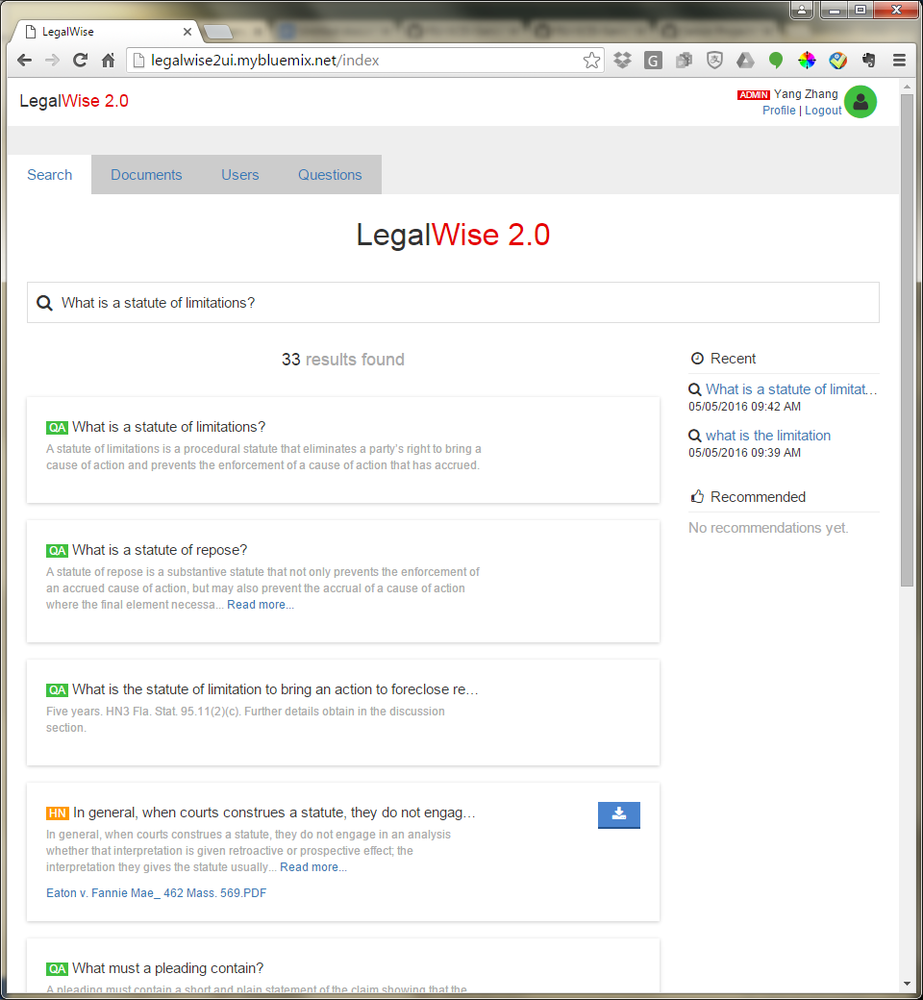 LegalWise
legalwise2ui.mybluemix.net/index
LegalWise 2.0
ADMIN Yang Zhang
Profile | Logout
Search Documents Users Questions
LegalWise 2.0
What is a statute of limitations?
33 results found
Recent
What is a statute of limitat...
05/05/2016 09:42 AM
what is the limitation
05/05/2016 09:39 AM
Recommended
No recommendations yet.
QA What is a statute of limitations?
A statute of limitations is a procedural statute that eliminates a party's right to bring a
cause of action and prevents the enforcement of a cause of action that has accrued.
QA What is a statute of repose?
A statute of repose is a substantive statute that not only prevents the enforcement of
an accrued cause of action, but may also prevent the accrual of a cause of action
where the final element necessa... Read more...
QA What is the statute of limitation to bring an action to foreclose re...
Five years. HN3 Fla. Stat. 95.11(2)(c). Further details obtain in the discussion
section.
HN In general, when courts construes a statute, they do not engag...
In general, when courts construes a statute, they do not engage in an analysis
whether that interpretation is given retroactive or prospective effect; the
interpretation they gives the statute usually... Read more...
Eaton v. Fannie Mae_ 462 Mass. 569.PDF
QA What must a pleading contain?
A pleading must contain a short and plain statement of the claim showing that the